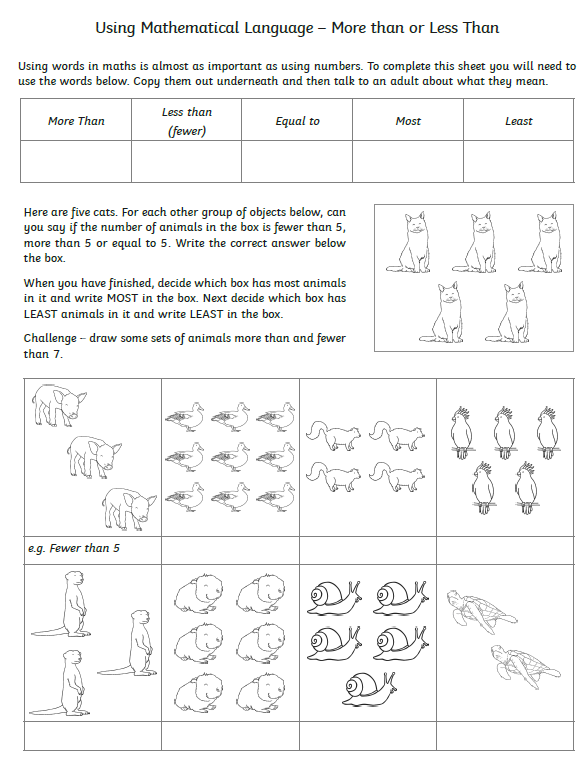 Using Mathematical Language – More than or Less Than
Using words in maths is almost as important as using numbers. To complete this sheet you will need to
use the words below. Copy them out underneath and then talk to an adult about what they mean.
More Than
Less than
(fewer)
Equal to
Most
Least
Here are five cats. For each other group of objects below, can
you say if the number of animals in the box is fewer than 5,
more than 5 or equal to 5. Write the correct answer below
the box.
When you have finished, decide which box has most animals
in it and write MOST in the box. Next decide which box has
LEAST animals in it and write LEAST in the box.
Challenge – draw some sets of animals more than and fewer
than 7.
e.g. Fewer than 5